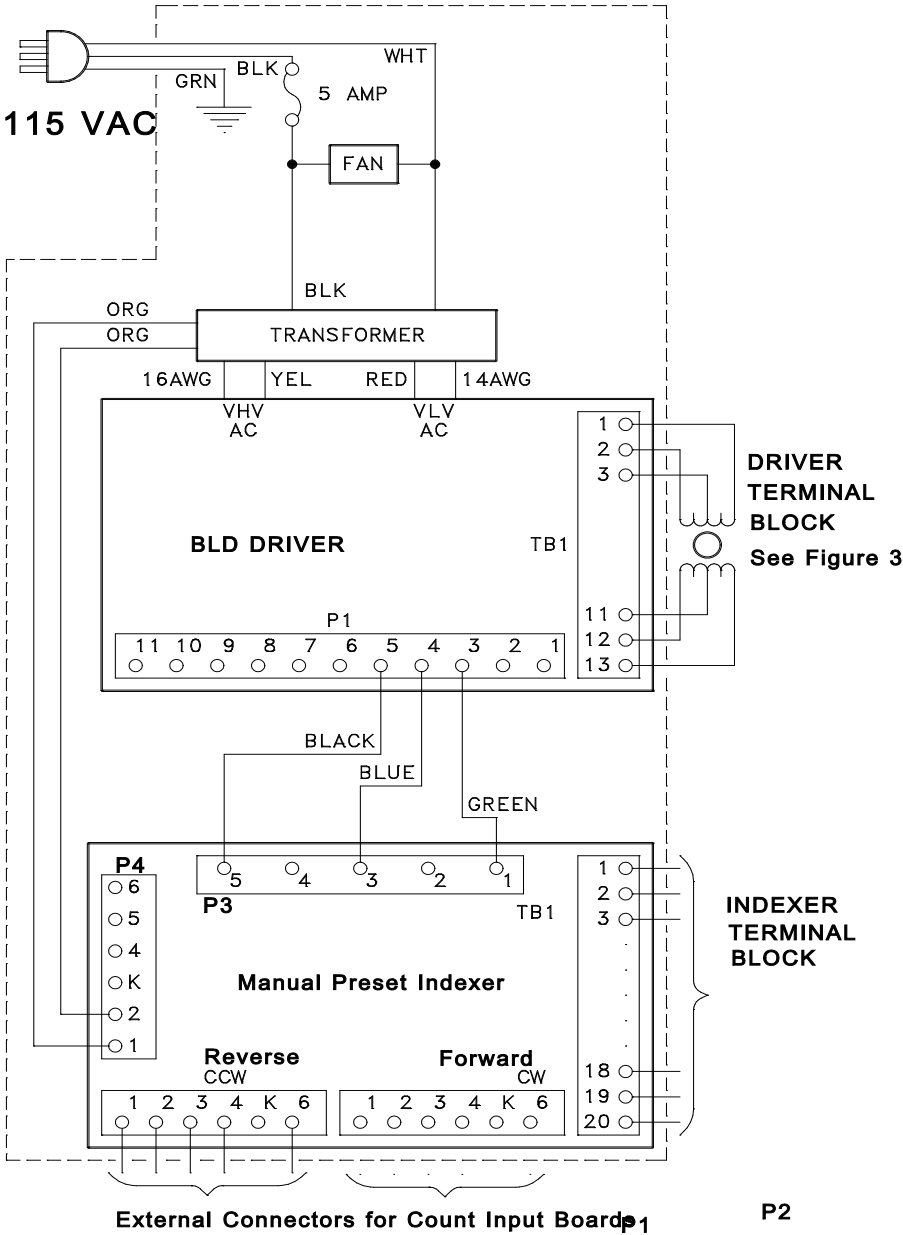 WHT
BLK
GRN
5 AMP
115 VAC
FAN
BLK
ORG
ORG
TRANSFORMER
16AWG YEL RED 14AWG
VHV AC VLV AC
1
2
3
DRIVER
TERMINAL
BLOCK
See Figure 3
BLD DRIVER
TB1
11
12
13
P1
11 10 9 8 7 6 5 4 3 2 1
BLACK
BLUE
GREEN
P4
6
5
4
K
2
1
5 4 3 2 1
P3
TB1
1
2
3
INDEXER
TERMINAL
BLOCK
Manual Preset Indexer
18
19
20
Reverse
CCW
1 2 3 4 K 6
Forward
CW
1 2 3 4 K 6
External Connectors for Count Input Boards
P1
P2